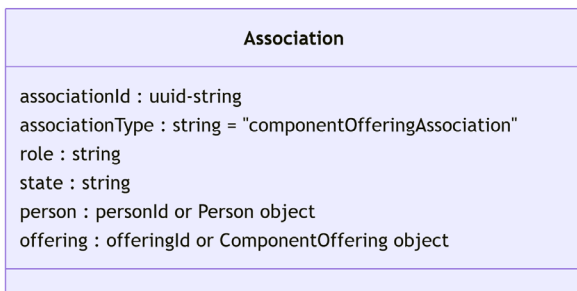 Association
associationId : uuid-string
associationType : string = "componentOfferingAssociation"
role : string
state : string
person : personId or Person object
offering : offeringId or ComponentOffering object